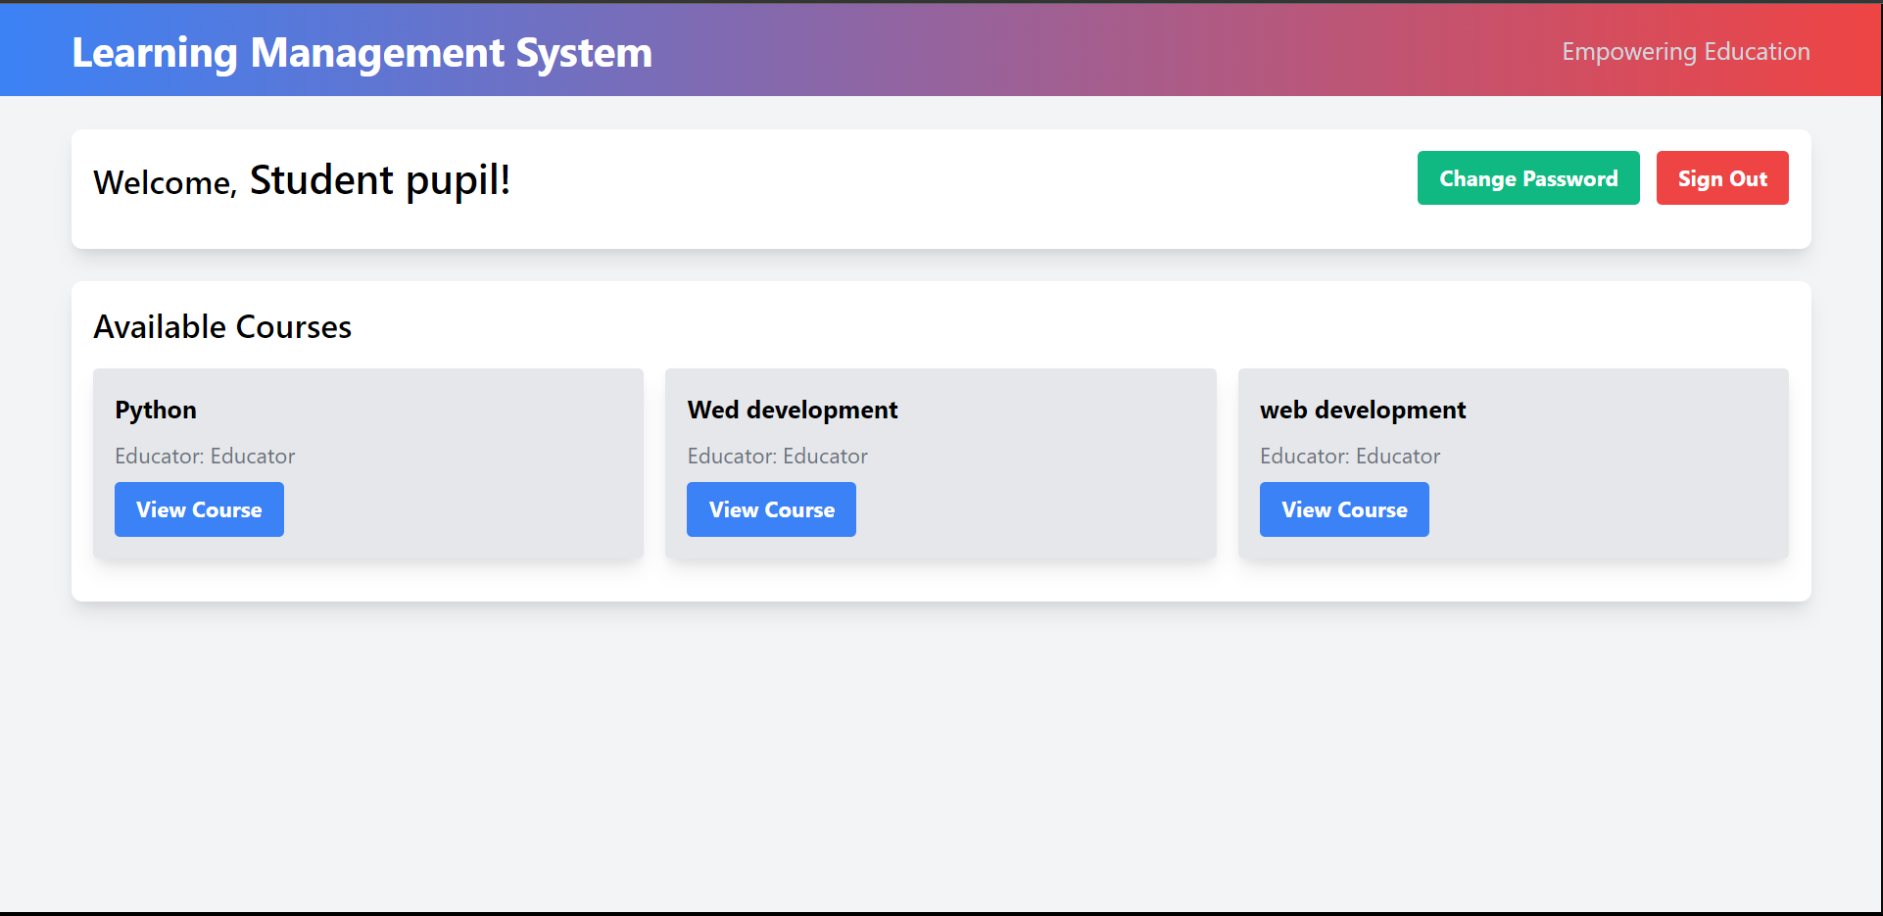 Learning Management System
Empowering Education
Welcome, Student pupil!
Change Password
Sign Out
Available Courses
Python
Educator: Educator
View Course
Wed development
Educator: Educator
View Course
web development
Educator: Educator
View Course